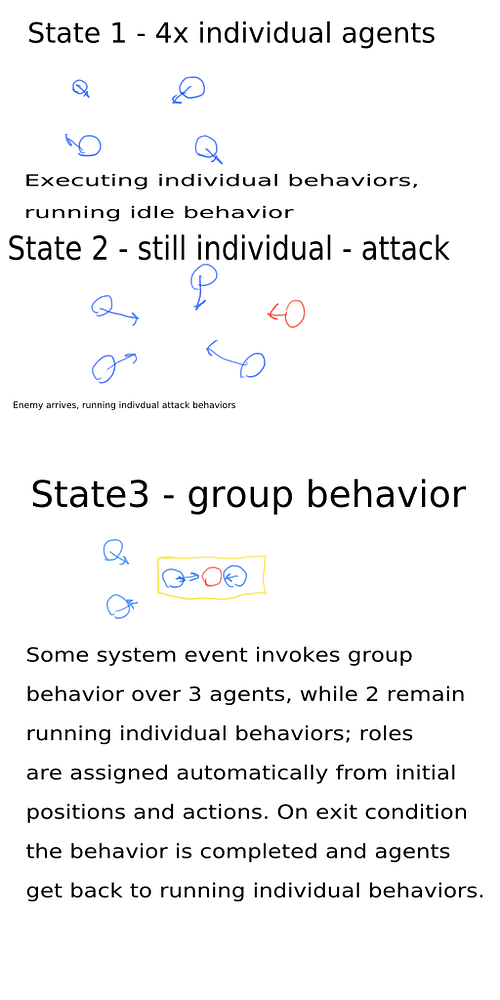 State 1 - 4x individual agents
Executing individual behaviors,
running idle behavior
State 2 - still individual - attack
Enemy arrives, running indivdual attack behaviors
State3 - group behavior
Some system event invokes group
behavior over 3 agents, while 2 remain
running individual behaviors; roles
are assigned automatically from initial
positions and actions. On exit condition
the behavior is completed and agents
get back to running individual behaviors.